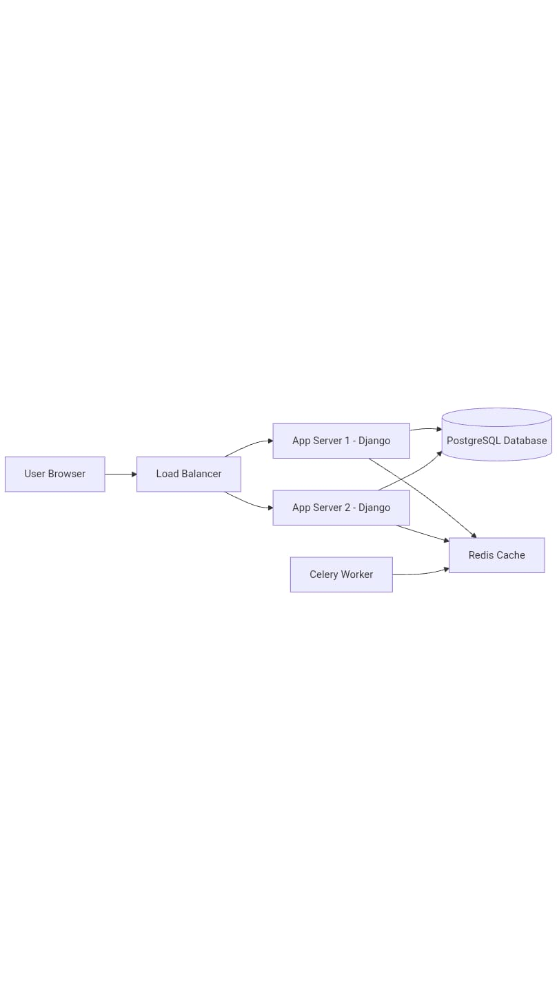 User Browser
Load Balancer
App Server 1 - Django
App Server 2 - Django
Celery Worker
PostgreSQL Database
Redis Cache